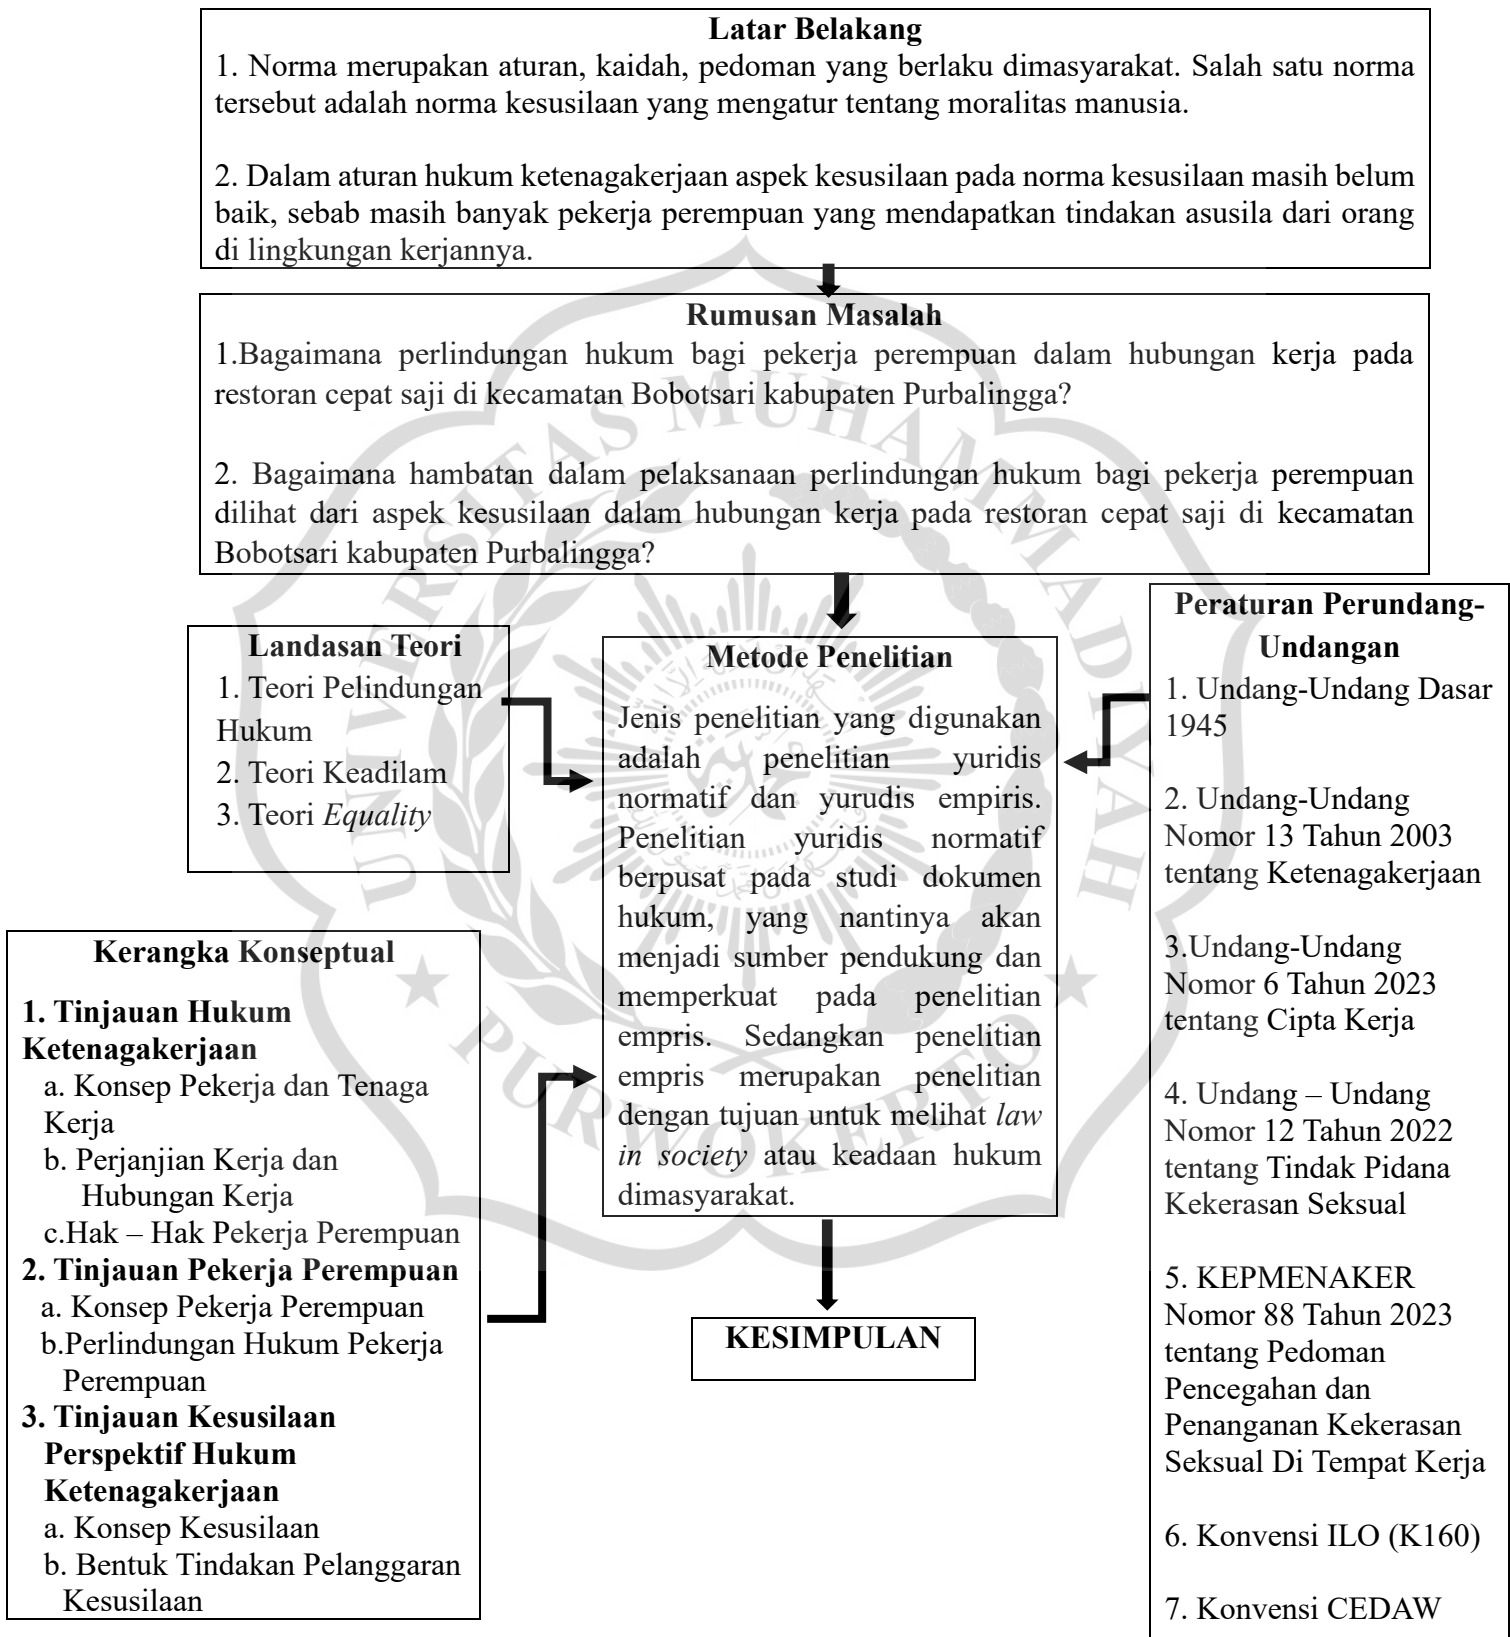 Latar Belakang
1. Norma merupakan aturan, kaidah, pedoman yang berlaku dimasyarakat. Salah satu norma
tersebut adalah norma kesusilaan yang mengatur tentang moralitas manusia.
2. Dalam aturan hukum ketenagakerjaan aspek kesusilaan pada norma kesusilaan masih belum
baik, sebab masih banyak pekerja perempuan yang mendapatkan tindakan asusila dari orang
di lingkungan kerjannya.
Rumusan Masalah
1.Bagaimana perlindungan hukum bagi pekerja perempuan dalam hubungan kerja pada
restoran cepat saji di kecamatan Bobotsari kabupaten Purbalingga?
2. Bagaimana hambatan dalam pelaksanaan perlindungan hukum bagi pekerja perempuan
dilihat dari aspek kesusilaan dalam hubungan kerja pada restoran cepat saji di kecamatan
Bobotsari kabupaten Purbalingga?
Landasan Teori
1. Teori Pelindungan
Hukum
2. Teori Keadilam
3. Teori Equality
Kerangka Konseptual
1. Tinjauan Hukum
Ketenagakerjaan
a. Konsep Pekerja dan Tenaga
Kerja
b. Perjanjian Kerja dan
Hubungan Kerja
c.Hak – Hak Pekerja Perempuan
2. Tinjauan Pekerja Perempuan
a. Konsep Pekerja Perempuan
b.Perlindungan Hukum Pekerja
Perempuan
3. Tinjauan Kesusilaan
Perspektif Hukum
Ketenagakerjaan
a. Konsep Kesusilaan
b. Bentuk Tindakan Pelanggaran
Kesusilaan
Metode Penelitian
Jenis penelitian yang digunakan
adalah penelitian yuridis
normatif dan yurudis empiris.
Penelitian yuridis normatif
berpusat pada studi dokumen
hukum, yang nantinya akan
menjadi sumber pendukung dan
memperkuat pada penelitian
empris. Sedangkan penelitian
empris merupakan penelitian
dengan tujuan untuk melihat law
in society atau keadaan hukum
dimasyarakat.
KESIMPULAN
Peraturan Perundang-
Undangan
1. Undang-Undang Dasar
1945
2. Undang-Undang
Nomor 13 Tahun 2003
tentang Ketenagakerjaan
3.Undang-Undang
Nomor 6 Tahun 2023
tentang Cipta Kerja
4. Undang – Undang
Nomor 12 Tahun 2022
tentang Tindak Pidana
Kekerasan Seksual
5. KEPMENAKER
Nomor 88 Tahun 2023
tentang Pedoman
Pencegahan dan
Penanganan Kekerasan
Seksual Di Tempat Kerja
6. Konvensi ILO (K160)
7. Konvensi CEDAW
UNIVERSITAS MUHAMMADIYAH
PURWOKERTO